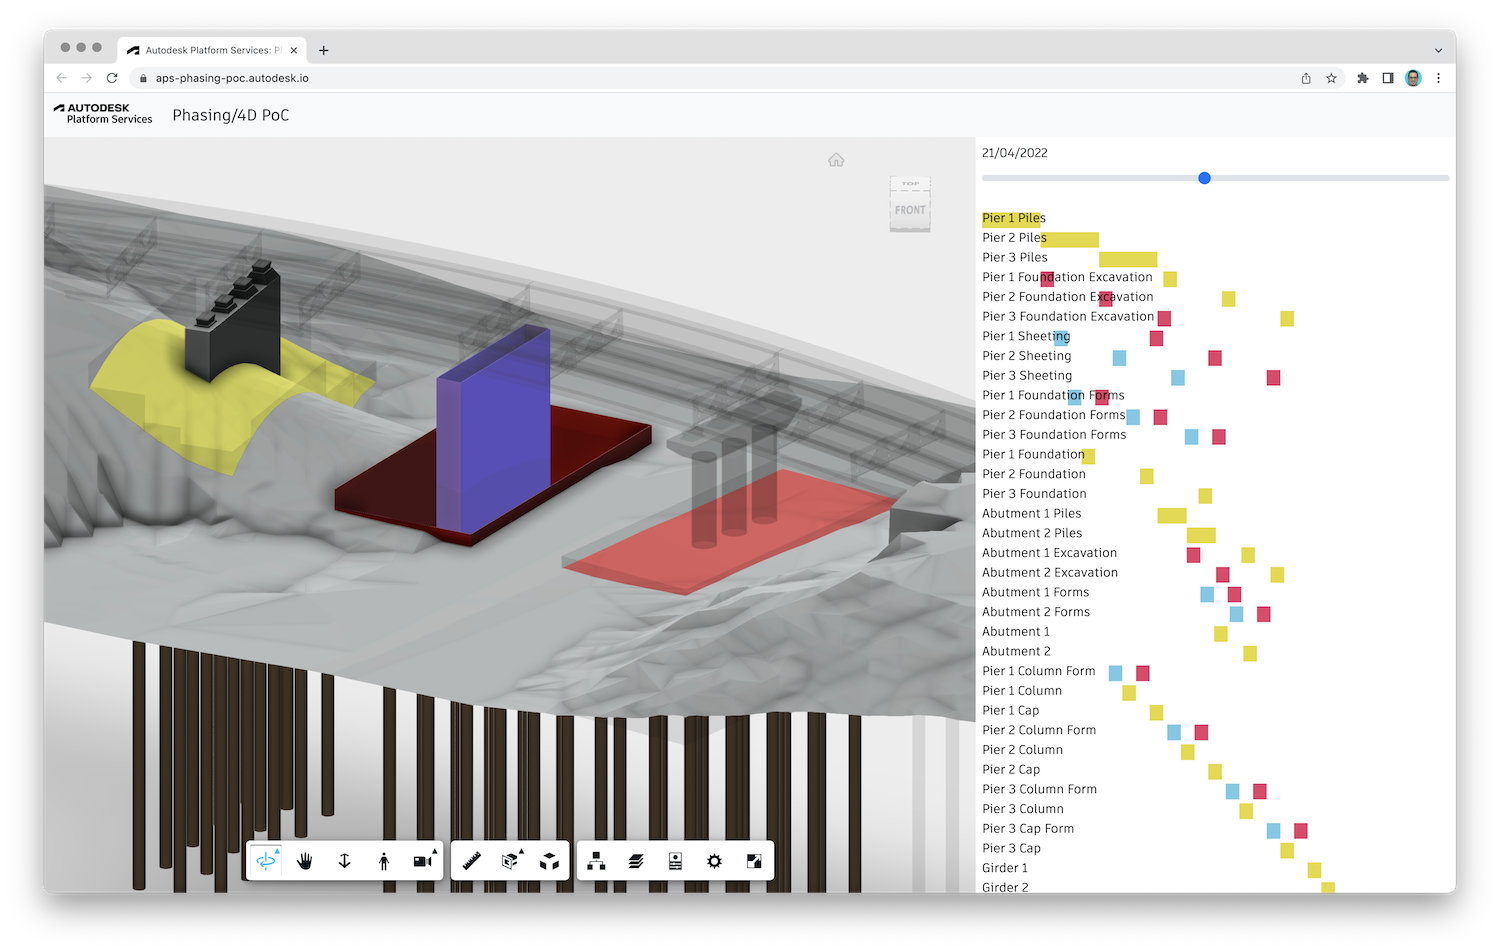 Autodesk Platform Services: P
aps-phasing-poc.autodesk.io
AUTODESK
Platform Services
Phasing/4D PoC
TOP
FRONT
21/04/2022
Pier 1 Piles
Pier 2 Piles
Pier 3 Piles
Pier 1 Foundation Excavation
Pier 2 Foundation Excavation
Pier 3 Foundation Excavation
Pier 1 Sheeting
Pier 2 Sheeting
Pier 3 Sheeting
Pier 1 Foundation Forms
Pier 2 Foundation Forms
Pier 3 Foundation Forms
Pier 1 Foundation
Pier 2 Foundation
Pier 3 Foundation
Abutment 1 Piles
Abutment 2 Piles
Abutment 1 Excavation
Abutment 2 Excavation
Abutment 1 Forms
Abutment 2 Forms
Abutment 1
Abutment 2
Pier 1 Column Form
Pier 1 Column
Pier 1 Cap
Pier 2 Column Form
Pier 2 Column
Pier 2 Cap
Pier 3 Column Form
Pier 3 Column
Pier 3 Cap Form
Pier 3 Cap
Girder 1
Girder 2